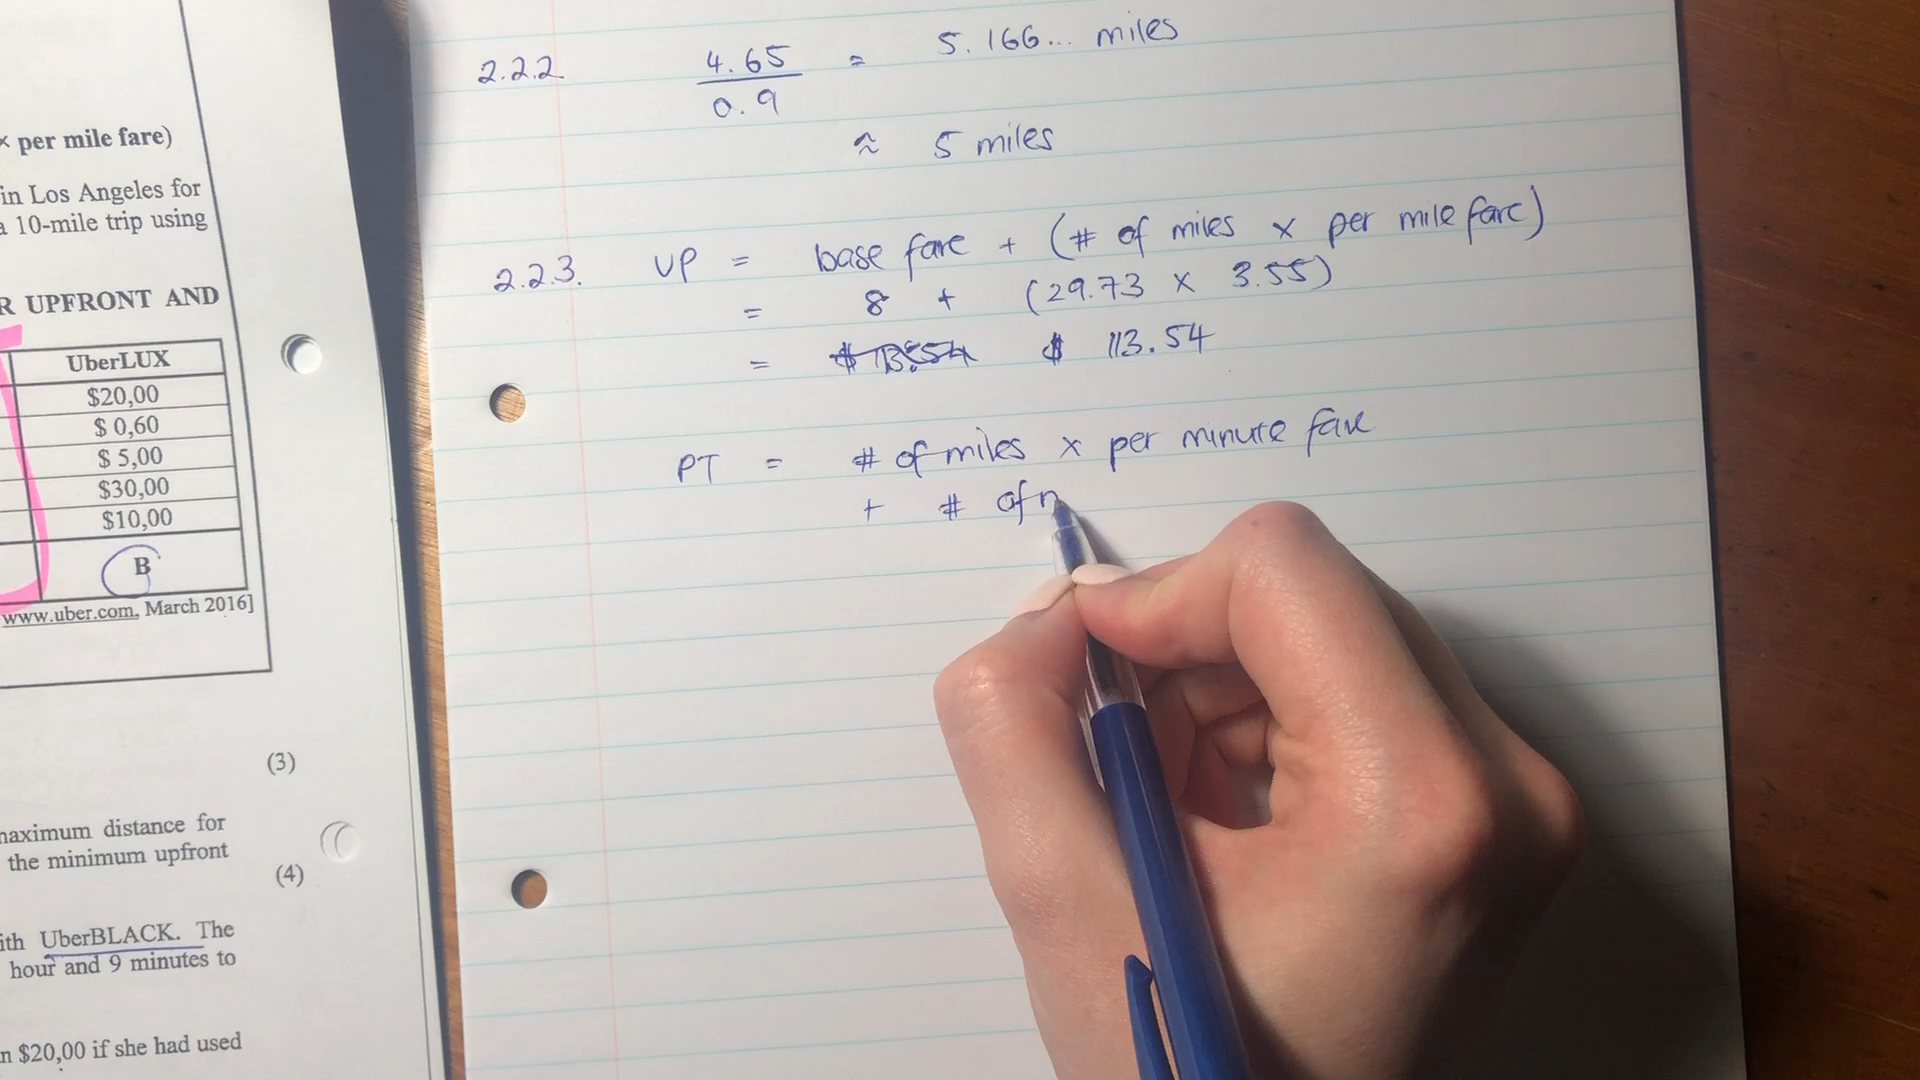 × per mile fare)
in Los Angeles for
a 10-mile trip using
R UPFRONT AND
UberLUX
$20,00
$ 0,60
$ 5,00
$30,00
$10,00
B
www.uber.com, March 2016]
(3)
maximum distance for
the minimum upfront
(4)
ith UberBLACK. The
hour and 9 minutes to
n $20,00 if she had used
2.2.2 4.65 = 5.166... miles
0.9
≈ 5 miles
2.2.3. UP = base fare + (# of miles × per mile fare)
= 8 + (29.73 × 3.55)
= $ 113.54
PT = # of miles × per minute fare
+ # of